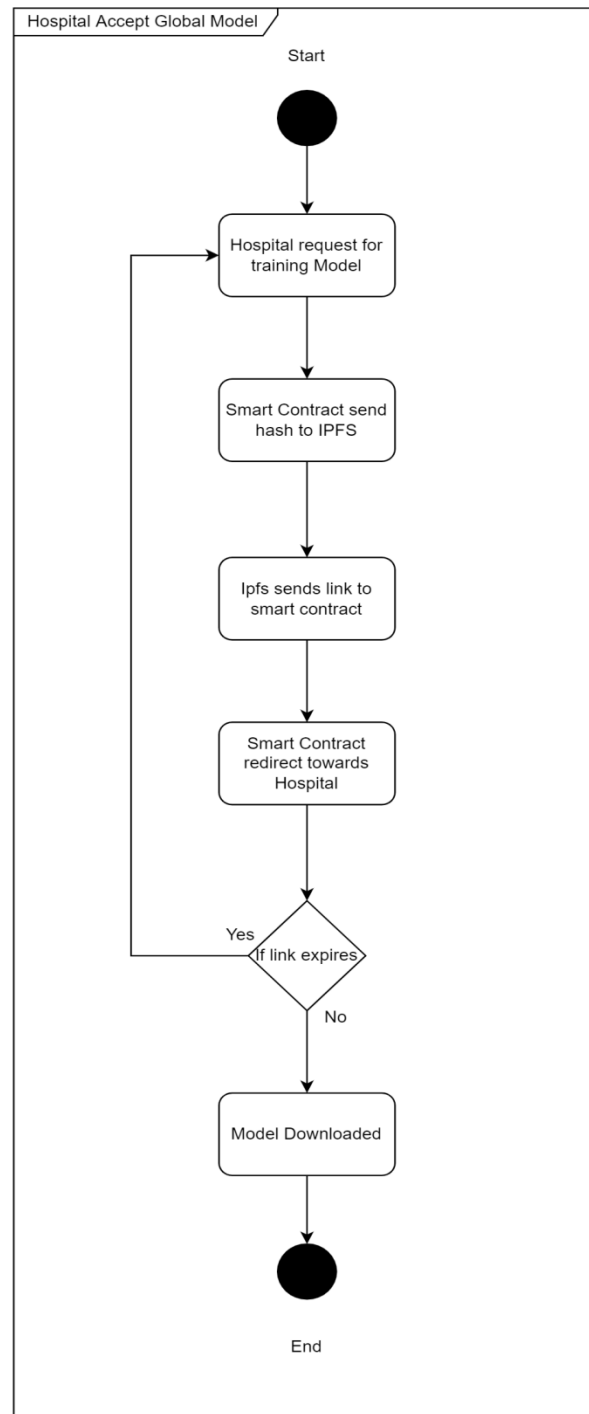 Hospital Accept Global Model
Start
Hospital request for
training Model
Smart Contract send
hash to IPFS
Ipfs sends link to
smart contract
Smart Contract
redirect towards
Hospital
Yes
If link expires
No
Model Downloaded
End